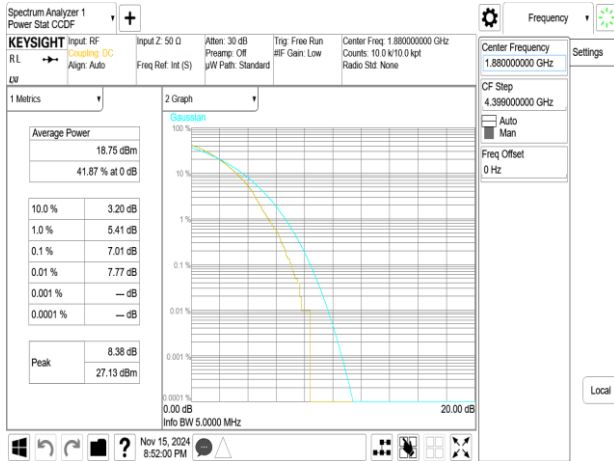 Spectrum Analyzer 1
Power Stat CCDF
Frequency
KEYSIGHT
RL
Input: RF
Coupling: DC
Align: Auto
Input Z: 50 Ω
Freq Ref: Int (S)
Atten: 30 dB
Preamp: Off
µW Path: Standard
Trig: Free Run
#IF Gain: Low
Center Freq: 1.880000000 GHz
Counts: 10.0 k/10.0 kpt
Radio Std: None
Center Frequency
1.880000000 GHz
Settings
CF Step
4.399000000 GHz
Auto
Man
Freq Offset
0 Hz
Local
1 Metrics
Average Power
18.75 dBm
41.87 % at 0 dB
10.0 % 3.20 dB
1.0 % 5.41 dB
0.1 % 7.01 dB
0.01 % 7.77 dB
0.001 % --- dB
0.0001 % --- dB
Peak
8.38 dB
27.13 dBm
2 Graph
Gaussian
100 %
10 %
1 %
0.1 %
0.01 %
0.001 %
0.0001 %
0.00 dB 20.00 dB
Info BW 5.0000 MHz
?
Nov 15, 2024
8:52:00 PM